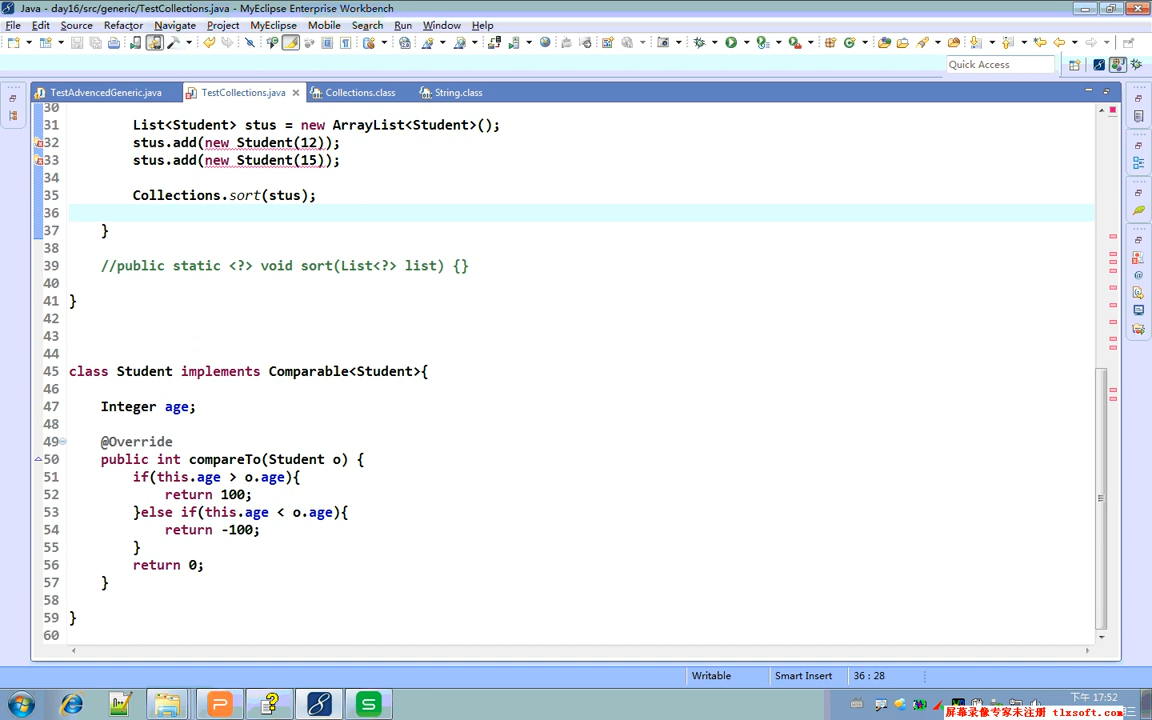 Java - day16/src/generic/TestCollections.java - MyEclipse Enterprise Workbench
File Edit Source Refactor Navigate Project MyEclipse Mobile Search Run Window Help
Quick Access
TestAdvencedGeneric.java TestCollections.java Collections.class String.class
30
31 List<Student> stus = new ArrayList<Student>();
32 stus.add(new Student(12));
33 stus.add(new Student(15));
34
35 Collections.sort(stus);
36
37 }
38
39 //public static <?> void sort(List<?> list) {}
40
41 }
42
43
44
45 class Student implements Comparable<Student>{
46
47 Integer age;
48
49 @Override
50 public int compareTo(Student o) {
51 if(this.age > o.age){
52 return 100;
53 }else if(this.age < o.age){
54 return -100;
55 }
56 return 0;
57 }
58
59 }
60
Writable Smart Insert 36 : 28
下午 17:52
屏幕录像专家未注册 tlxsoft.com